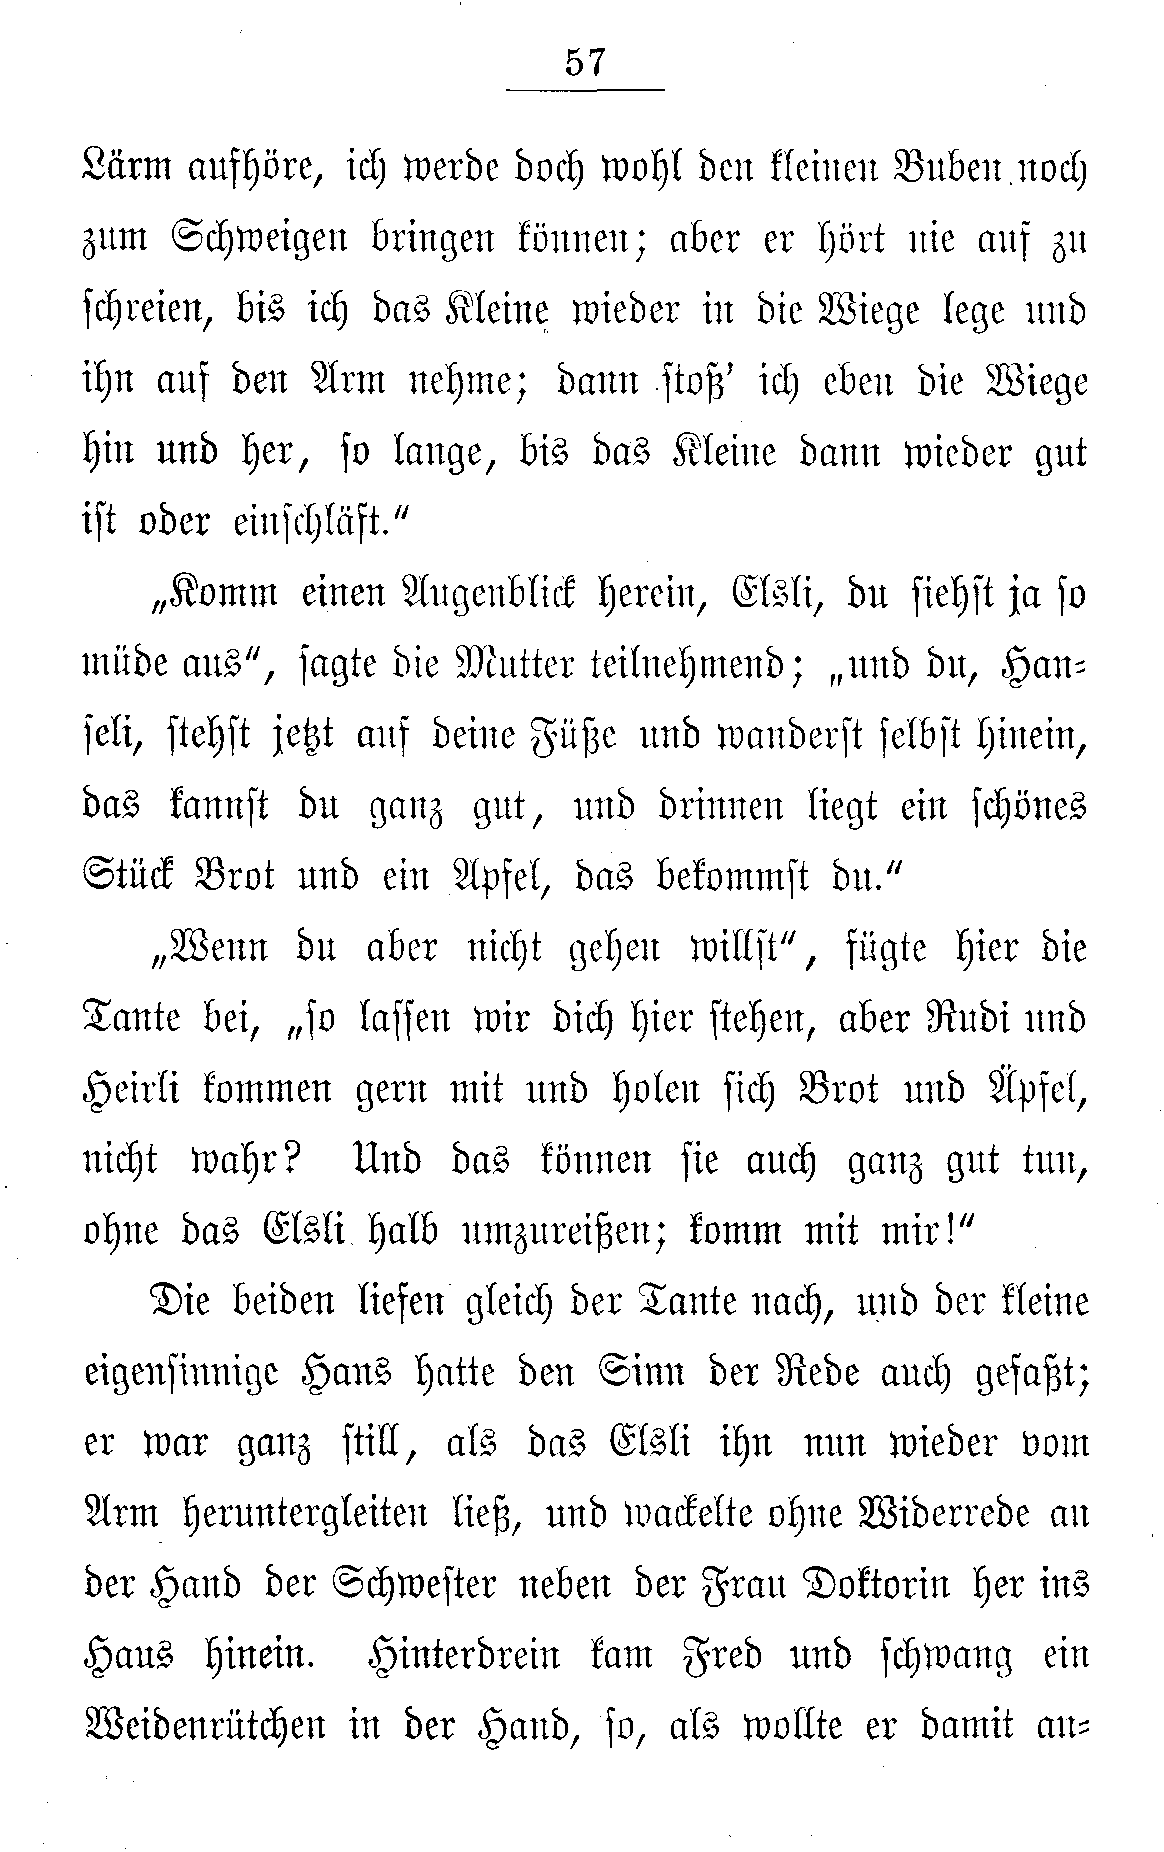 57
Lärm aufhöre, ich werde doch wohl den kleinen Buben noch
zum Schweigen bringen können; aber er hört nie auf zu
schreien, bis ich das Kleine wieder in die Wiege lege und
ihn auf den Arm nehme; dann stoß’ ich eben die Wiege
hin und her, so lange, bis das Kleine dann wieder gut
ist oder einschläft.“
„Komm einen Augenblick herein, Elsli, du siehst ja so
müde aus“, sagte die Mutter teilnehmend; „und du, Han-
seli, stehst jetzt auf deine Füße und wanderst selbst hinein,
das kannst du ganz gut, und drinnen liegt ein schönes
Stück Brot und ein Apfel, das bekommst du.“
„Wenn du aber nicht gehen willst“, fügte hier die
Tante bei, „so lassen wir dich hier stehen, aber Rudi und
Heirli kommen gern mit und holen sich Brot und Äpfel,
nicht wahr? Und das können sie auch ganz gut tun,
ohne das Elsli halb umzureißen; komm mit mir!“
Die beiden liefen gleich der Tante nach, und der kleine
eigensinnige Hans hatte den Sinn der Rede auch gefaßt;
er war ganz still, als das Elsli ihn nun wieder vom
Arm heruntergleiten ließ, und wackelte ohne Widerrede an
der Hand der Schwester neben der Frau Doktorin her ins
Haus hinein. Hinterdrein kam Fred und schwang ein
Weidenrütchen in der Hand, so, als wollte er damit an-